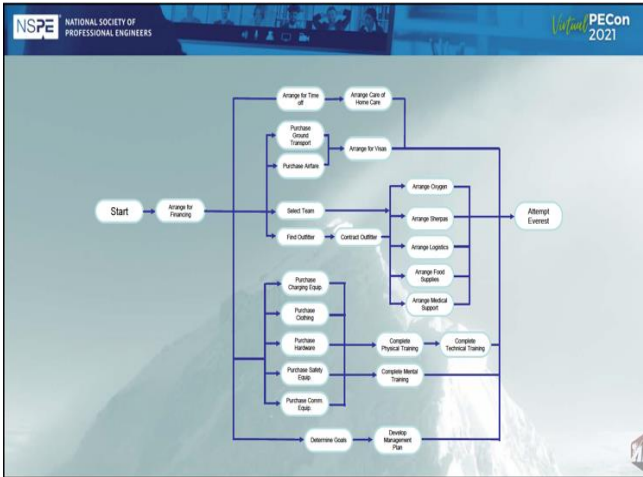 NSPE
NATIONAL SOCIETY OF
PROFESSIONAL ENGINEERS
Virtual PECon
2021
Arrange for Time
off
Arrange Care of
Home Care
Purchase
Ground
Transport
Purchase Airfare
Arrange for Visas
Start
Arrange for
Financing
Select Team
Find Outfitter
Contract Outfitter
Arrange Oxygen
Arrange Sherpas
Arrange Logistics
Arrange Food
Supplies
Arrange Medical
Support
Attempt
Everest
Purchase
Charging Equip.
Purchase
Clothing
Purchase
Hardware
Purchase Safety
Equip.
Purchase Comm.
Equip.
Complete
Physical Training
Complete
Technical Training
Complete Mental
Training
Determine Goals
Develop
Management
Plan